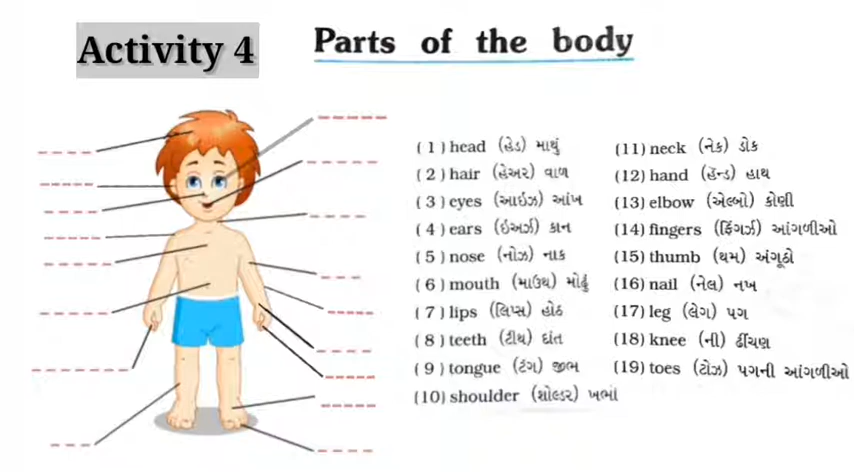 Activity 4
Parts of the body
( 1 ) head (હેડ) માથું
( 2 ) hair (હેઅર) વાળ
( 3 ) eyes (આઇઝ) આંખ
( 4 ) ears (ઇઅર્ઝ) કાન
( 5 ) nose (નોઝ) નાક
( 6 ) mouth (માઉથ) મોઢું
( 7 ) lips (લિપ્સ) હોઠ
( 8 ) teeth (ટીથ) દાંત
( 9 ) tongue (ટંગ) જીભ
(10) shoulder (શોલ્ડર) ખભો
(11) neck (નેક) ડોક
(12) hand (હૅન્ડ) હાથ
(13) elbow (એલ્બો) કોણી
(14) fingers (ફિંગર્ઝ) આંગળીઓ
(15) thumb (થમ) અંગૂઠો
(16) nail (નેલ) નખ
(17) leg (લેગ) પગ
(18) knee (ની) ઢીંચણ
(19) toes (ટોઝ) પગની આંગળીઓ